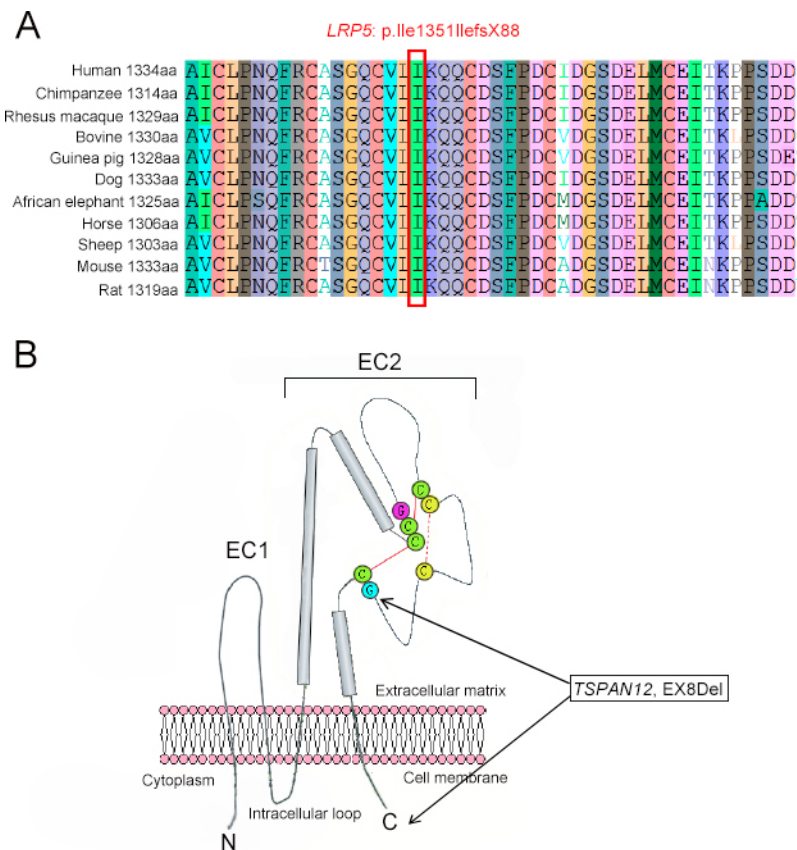 A
LRP5: p.Ile1351IlefsX88
Human 1334aa AICLPNQFRCASGQCVLIKQQCDSFPDCIDGSDELMCEITKPPSDD
Chimpanzee 1314aa AICLPNQFRCASGQCVLIKQQCDSFPDCIDGSDELMCEITKPPSDD
Rhesus macaque 1329aa AICLPNQFRCASGQCVLIKQQCDSFPDCIDGSDELMCEITKPPSDD
Bovine 1330aa AVCLPNQFRCASGQCVLIKQQCDSFPDCVDGSDELMCEITKLPSDD
Guinea pig 1328aa AVCLPNQFRCASGQCVLIKQQCDSFPDCVDGSDELMCEITKPPSDE
Dog 1333aa AVCLPNQFRCASGQCVLIKQQCDSFPDCIDGSDELMCEITKPPSDD
African elephant 1325aa AICLPSQFRCASGQCVLIKQQCDSFPDCMDGSDELMCEITKPPADD
Horse 1306aa AICLPNQFRCASGQCVLIKQQCDSFPDCMDGSDELMCEITKPPSDD
Sheep 1303aa AVCLPNQFRCASGQCVLIKQQCDSFPDCVDGSDELMCEITKLPSDD
Mouse 1333aa AVCLPNQFRCTSGQCVLIKQQCDSFPDCADGSDELMCEINKPPSDD
Rat 1319aa AVCLPNQFRCASGQCVLIKQQCDSFPDCADGSDELMCEINKPPSDD
B
EC2
C
G
C
C
C
EC1
C
C
G
TSPAN12, EX8Del
Extracellular matrix
Cytoplasm
Cell membrane
Intracellular loop
C
N